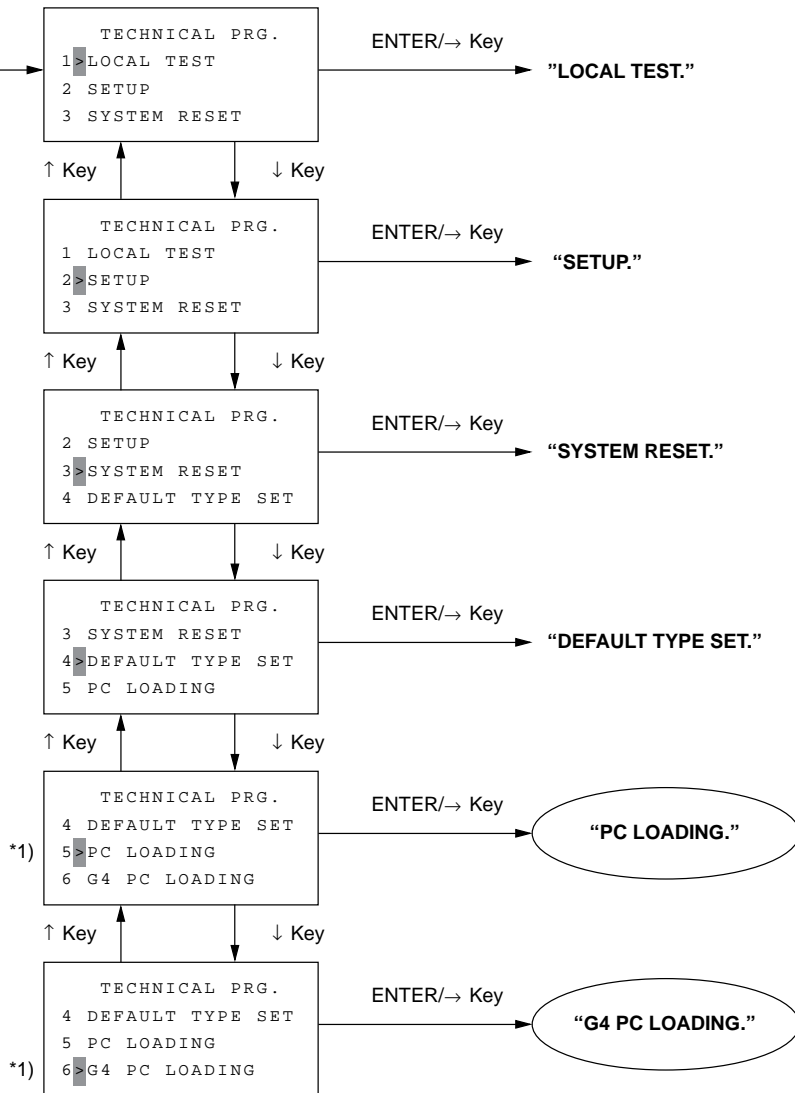 TECHNICAL PRG.
1>LOCAL TEST
2 SETUP
3 SYSTEM RESET
ENTER/→ Key
”LOCAL TEST.”
↑ Key
↓ Key
TECHNICAL PRG.
1 LOCAL TEST
2>SETUP
3 SYSTEM RESET
ENTER/→ Key
“SETUP.”
↑ Key
↓ Key
TECHNICAL PRG.
2 SETUP
3>SYSTEM RESET
4 DEFAULT TYPE SET
ENTER/→ Key
“SYSTEM RESET.”
↑ Key
↓ Key
TECHNICAL PRG.
3 SYSTEM RESET
4>DEFAULT TYPE SET
5 PC LOADING
ENTER/→ Key
“DEFAULT TYPE SET.”
↑ Key
↓ Key
TECHNICAL PRG.
4 DEFAULT TYPE SET
*1)
5>PC LOADING
6 G4 PC LOADING
ENTER/→ Key
“PC LOADING.”
↑ Key
↓ Key
TECHNICAL PRG.
4 DEFAULT TYPE SET
5 PC LOADING
*1)
6>G4 PC LOADING
ENTER/→ Key
“G4 PC LOADING.”